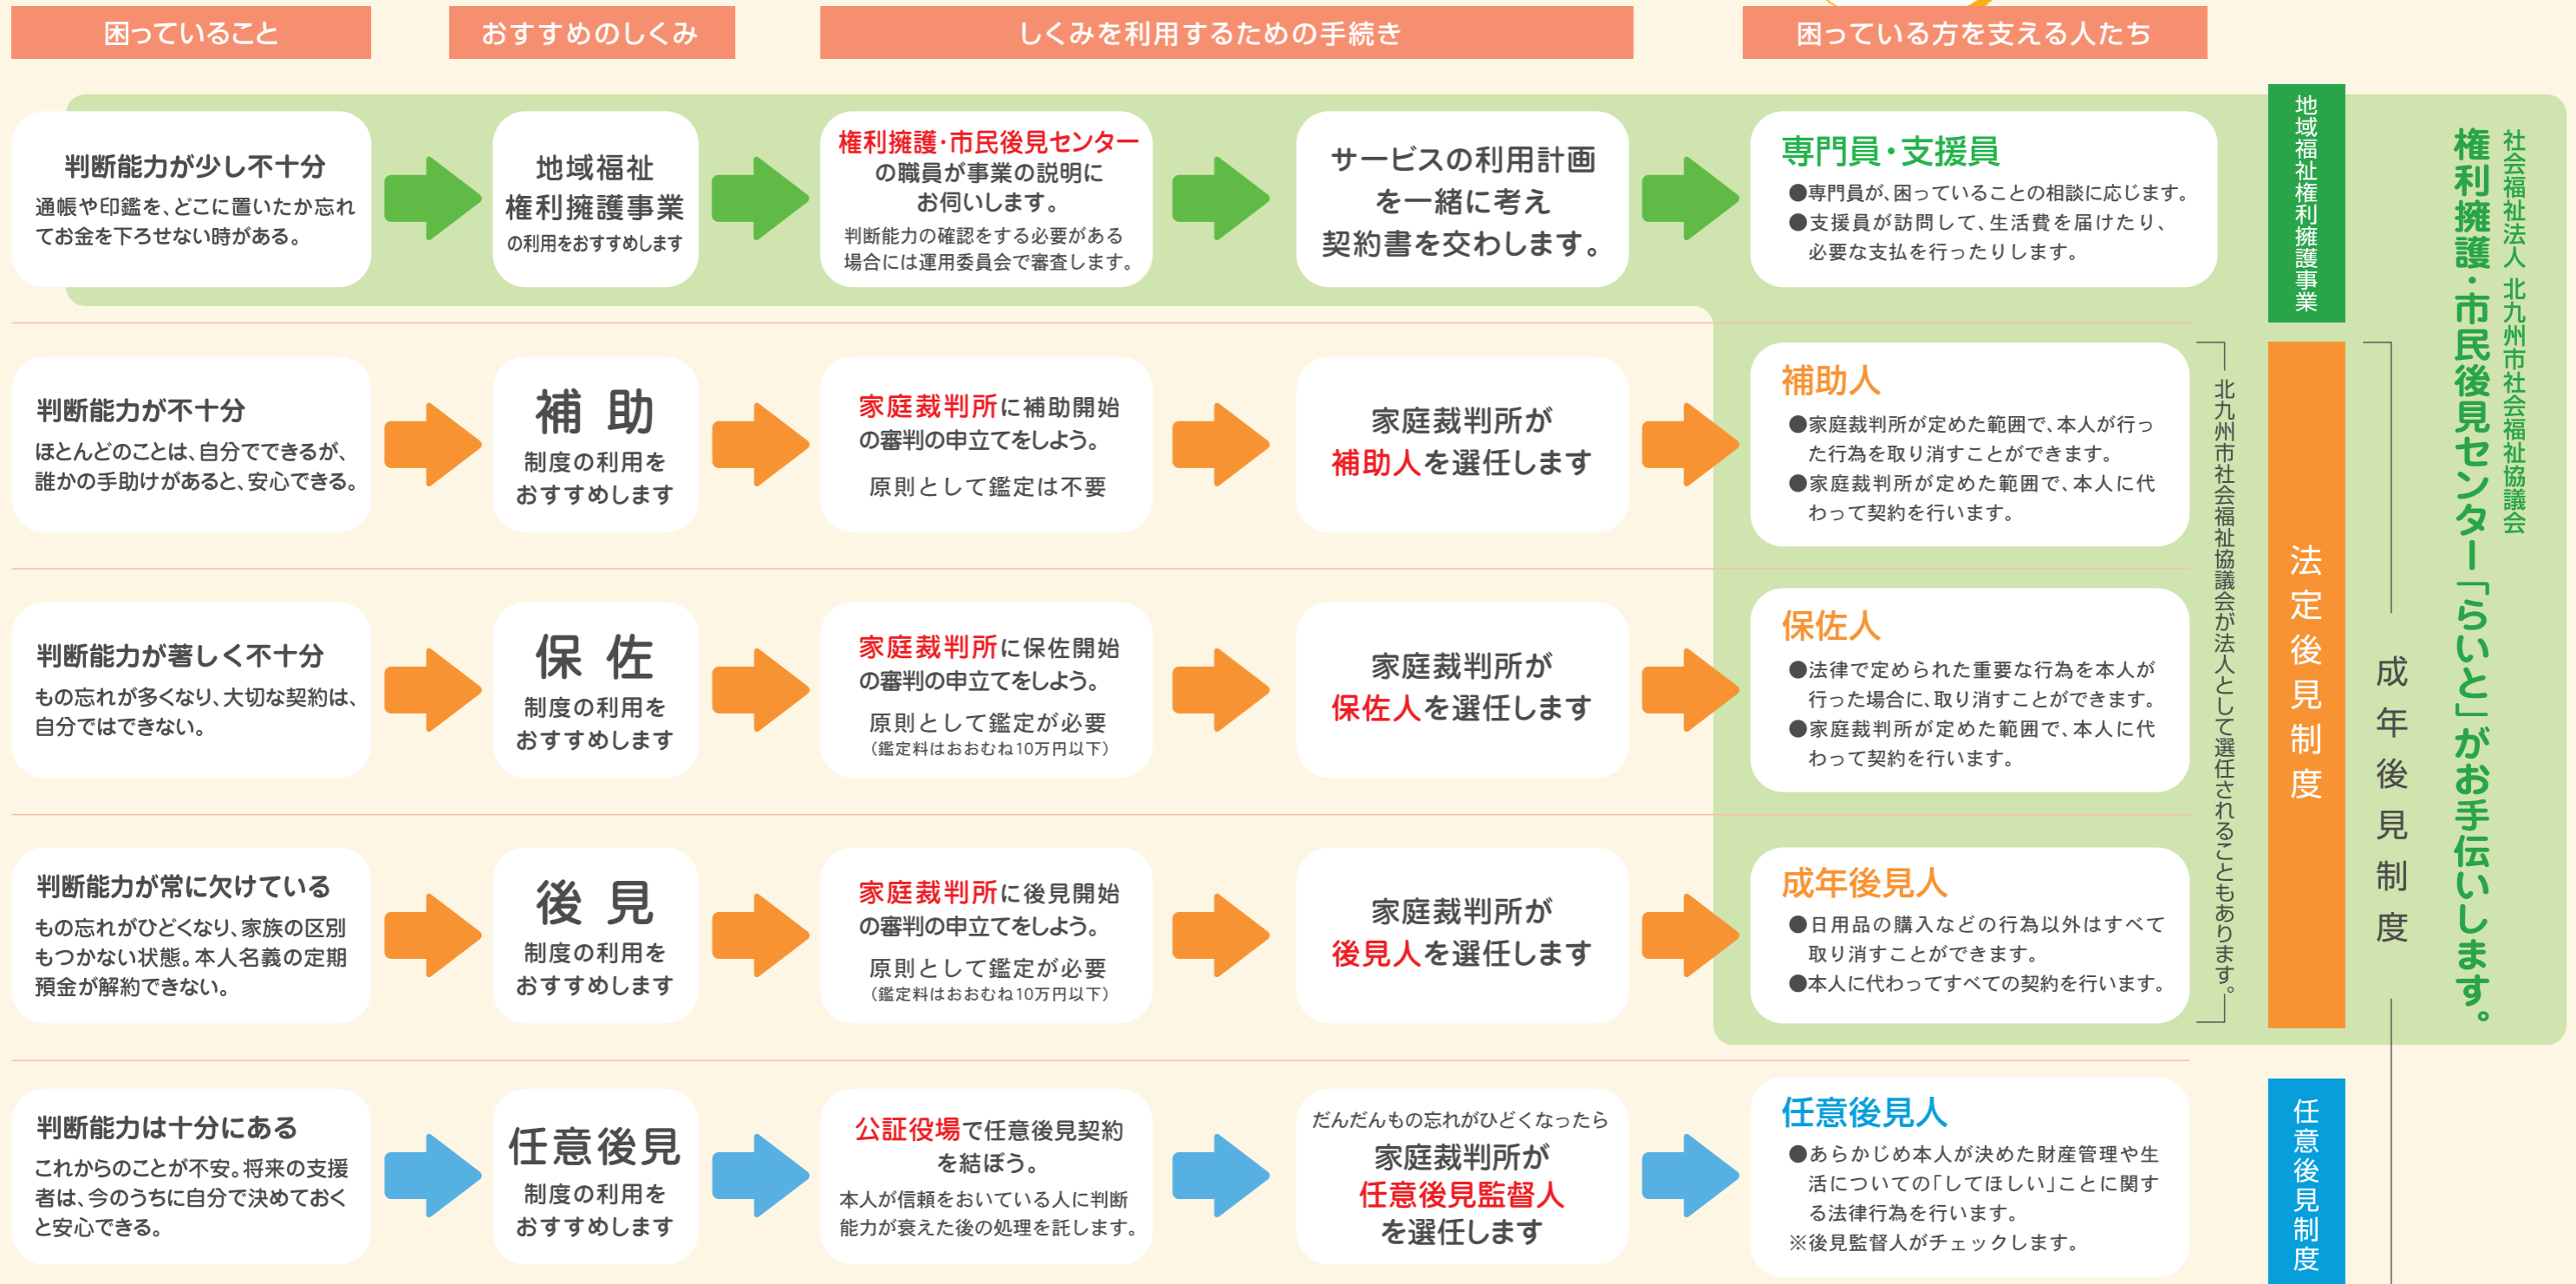 困っていること
おすすめのしくみ
しくみを利用するための手続き
困っている方を支える人たち
判断能力が少し不十分
通帳や印鑑を、どこに置いたか忘れ
てお金を下ろせない時がある。
地域福祉
権利擁護事業
の利用をおすすめします
権利擁護・市民後見センター
の職員が事業の説明に
お伺いします。
判断能力の確認をする必要がある
場合には運用委員会で審査します。
サービスの利用計画
を一緒に考え
契約書を交わします。
専門員・支援員
●専門員が、困っていることの相談に応じます。
●支援員が訪問して、生活費を届けたり、
必要な支払を行ったりします。
判断能力が不十分
ほとんどのことは、自分でできるが、
誰かの手助けがあると、安心できる。
補 助
制度の利用を
おすすめします
家庭裁判所に補助開始
の審判の申立てをしよう。
原則として鑑定は不要
家庭裁判所が
補助人を選任します
補助人
●家庭裁判所が定めた範囲で、本人が行っ
た行為を取り消すことができます。
●家庭裁判所が定めた範囲で、本人に代
わって契約を行います。
判断能力が著しく不十分
もの忘れが多くなり、大切な契約は、
自分ではできない。
保 佐
制度の利用を
おすすめします
家庭裁判所に保佐開始
の審判の申立てをしよう。
原則として鑑定が必要
(鑑定料はおおむね10万円以下)
家庭裁判所が
保佐人を選任します
保佐人
●法律で定められた重要な行為を本人が
行った場合に、取り消すことができます。
●家庭裁判所が定めた範囲で、本人に代
わって契約を行います。
判断能力が常に欠けている
もの忘れがひどくなり、家族の区別
もつかない状態。本人名義の定期
預金が解約できない。
後 見
制度の利用を
おすすめします
家庭裁判所に後見開始
の審判の申立てをしよう。
原則として鑑定が必要
(鑑定料はおおむね10万円以下)
家庭裁判所が
後見人を選任します
成年後見人
●日用品の購入などの行為以外はすべて
取り消すことができます。
●本人に代わってすべての契約を行います。
判断能力は十分にある
これからのことが不安。将来の支援
者は、今のうちに自分で決めておく
と安心できる。
任意後見
制度の利用を
おすすめします
公証役場で任意後見契約
を結ぼう。
本人が信頼をおいている人に判断
能力が衰えた後の処理を託します。
だんだんもの忘れがひどくなったら
家庭裁判所が
任意後見監督人
を選任します
任意後見人
●あらかじめ本人が決めた財産管理や生
活についての「してほしい」ことに関す
る法律行為を行います。
※後見監督人がチェックします。
北九州市社会福祉協議会が法人として選任されることもあります。
地域福祉権利擁護事業
法定後見制度
任意後見制度
成年後見制度
社会福祉法人 北九州市社会福祉協議会
権利擁護・市民後見センター「らいと」がお手伝いします。